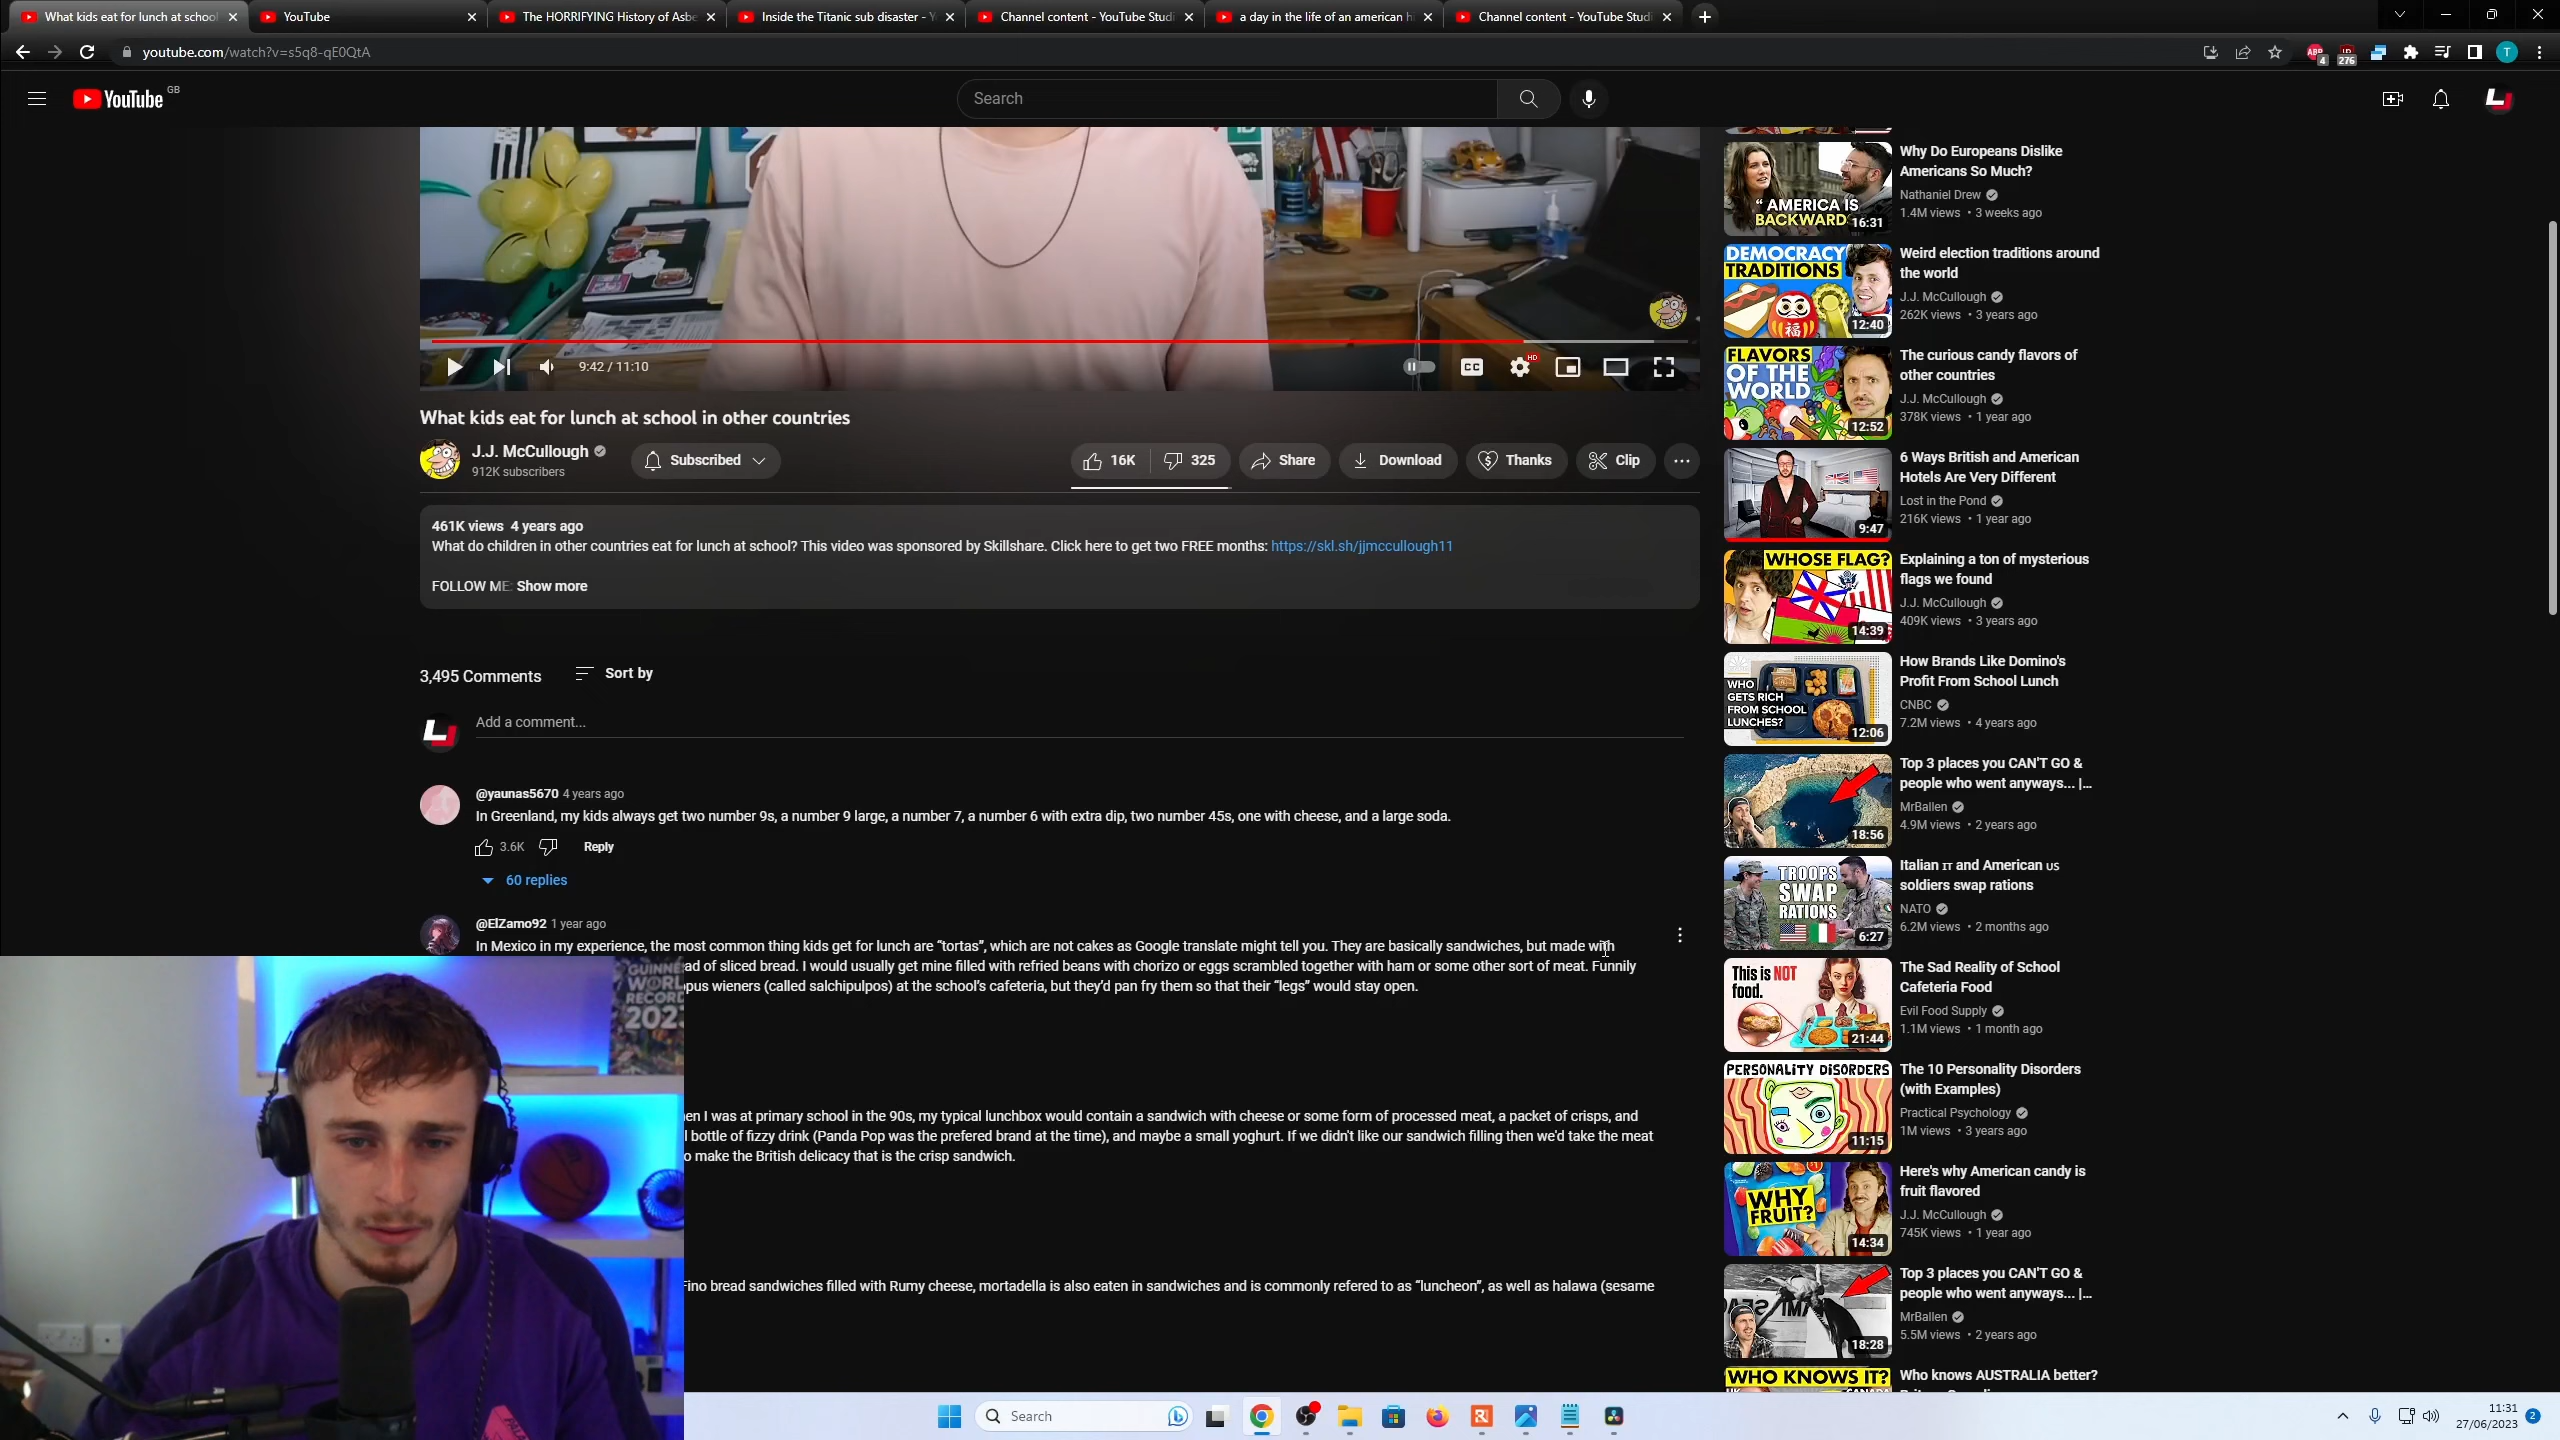 What kids eat for lunch at school
YouTube
The HORRIFYING History of Asbe
Inside the Titanic sub disaster - Y
Channel content - YouTube Studi
a day in the life of an american h
Channel content - YouTube Studi
youtube.com/watch?v=s5q8-qE0QtA
ABP
4
276
T
YouTube
GB
Search
9:42 / 11:10
CC
HD
What kids eat for lunch at school in other countries
J.J. McCullough
912K subscribers
Subscribed
16K
325
Share
Download
Thanks
Clip
461K views 4 years ago
What do children in other countries eat for lunch at school? This video was sponsored by Skillshare. Click here to get two FREE months: https://skl.sh/jjmccullough11
FOLLOW ME: Show more
3,495 Comments
Sort by
Add a comment...
@yaunas5670 4 years ago
In Greenland, my kids always get two number 9s, a number 9 large, a number 7, a number 6 with extra dip, two number 45s, one with cheese, and a large soda.
3.6K
Reply
60 replies
@ElZamo92 1 year ago
In Mexico in my experience, the most common thing kids get for lunch are “tortas”, which are not cakes as Google translate might tell you. They are basically sandwiches, but made with
ad of sliced bread. I would usually get mine filled with refried beans with chorizo or eggs scrambled together with ham or some other sort of meat. Funnily
pus wieners (called salchipulpos) at the school’s cafeteria, but they’d pan fry them so that their “legs” would stay open.
en I was at primary school in the 90s, my typical lunchbox would contain a sandwich with cheese or some form of processed meat, a packet of crisps, and
l bottle of fizzy drink (Panda Pop was the prefered brand at the time), and maybe a small yoghurt. If we didn't like our sandwich filling then we'd take the meat
o make the British delicacy that is the crisp sandwich.
Fino bread sandwiches filled with Rumy cheese, mortadella is also eaten in sandwiches and is commonly refered to as “luncheon”, as well as halawa (sesame
GUINNE
WORL
RECORD
202
“ AMERICA IS
BACKWARD
16:31
Why Do Europeans Dislike
Americans So Much?
Nathaniel Drew
1.4M views • 3 weeks ago
DEMOCRACY
TRADITIONS
12:40
Weird election traditions around
the world
J.J. McCullough
262K views • 3 years ago
FLAVORS
OF THE
WORLD
12:52
The curious candy flavors of
other countries
J.J. McCullough
378K views • 1 year ago
9:47
6 Ways British and American
Hotels Are Very Different
Lost in the Pond
216K views • 1 year ago
WHOSE FLAG?
14:39
Explaining a ton of mysterious
flags we found
J.J. McCullough
409K views • 3 years ago
WHO
GETS RICH
FROM SCHOOL
LUNCHES?
12:06
How Brands Like Domino's
Profit From School Lunch
CNBC
7.2M views • 4 years ago
18:56
Top 3 places you CAN'T GO &
people who went anyways... |...
MrBallen
4.9M views • 2 years ago
TROOPS
SWAP
RATIONS
6:27
Italian IT and American US
soldiers swap rations
NATO
6.2M views • 2 months ago
This is NOT
food.
21:44
The Sad Reality of School
Cafeteria Food
Evil Food Supply
1.1M views • 1 month ago
PERSONALITY DISORDERS
11:15
The 10 Personality Disorders
(with Examples)
Practical Psychology
1M views • 3 years ago
WHY
FRUIT?
14:34
Here's why American candy is
fruit flavored
J.J. McCullough
745K views • 1 year ago
18:28
Top 3 places you CAN'T GO &
people who went anyways... |...
MrBallen
5.5M views • 2 years ago
WHO KNOWS IT?
Who knows AUSTRALIA better?
Search
11:31
27/06/2023
2